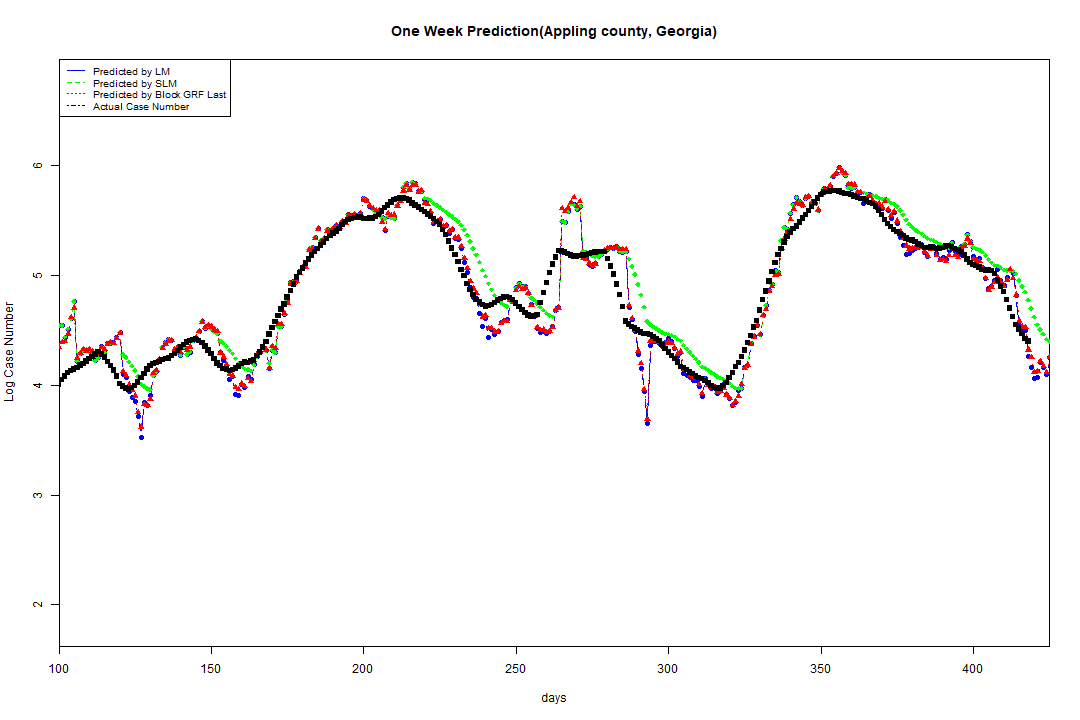 One Week Prediction(Appling county, Georgia)
Predicted by LM
Predicted by SLM
Predicted by Block GRF Last
Actual Case Number
6
5
4
3
2
Log Case Number
100 150 200 250 300 350 400
days